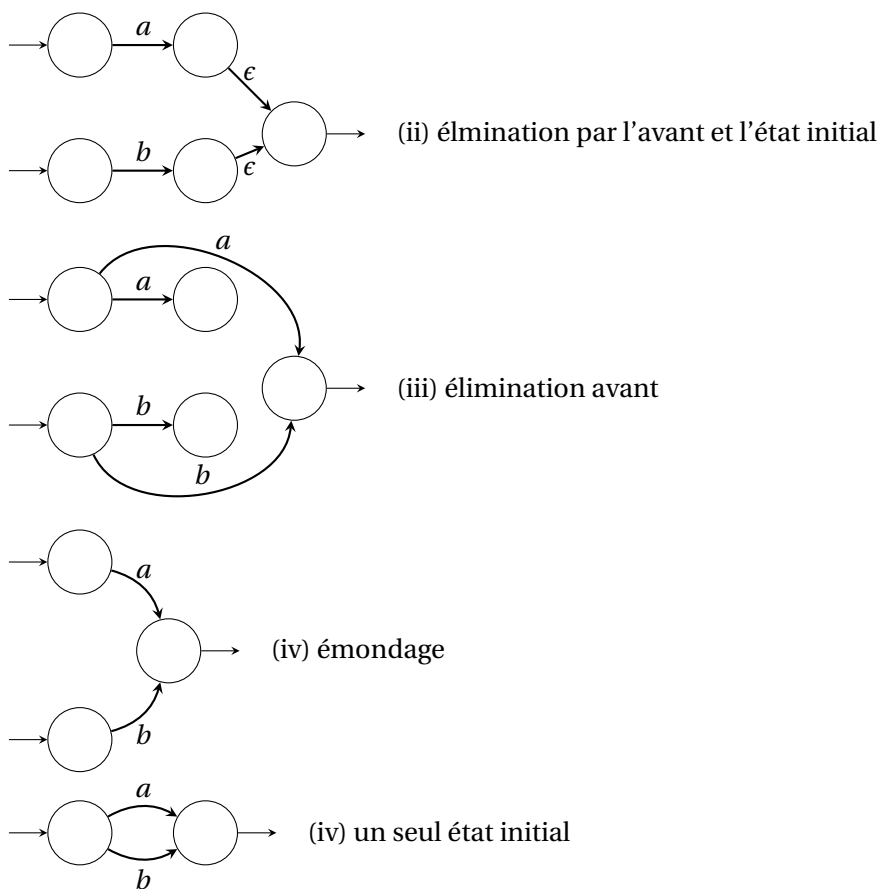 a
ϵ
(ii) élmination par l'avant et l'état initial
b
ϵ
a
a
(iii) élimination avant
b
b
a
(iv) émondage
b
a
(iv) un seul état initial
b